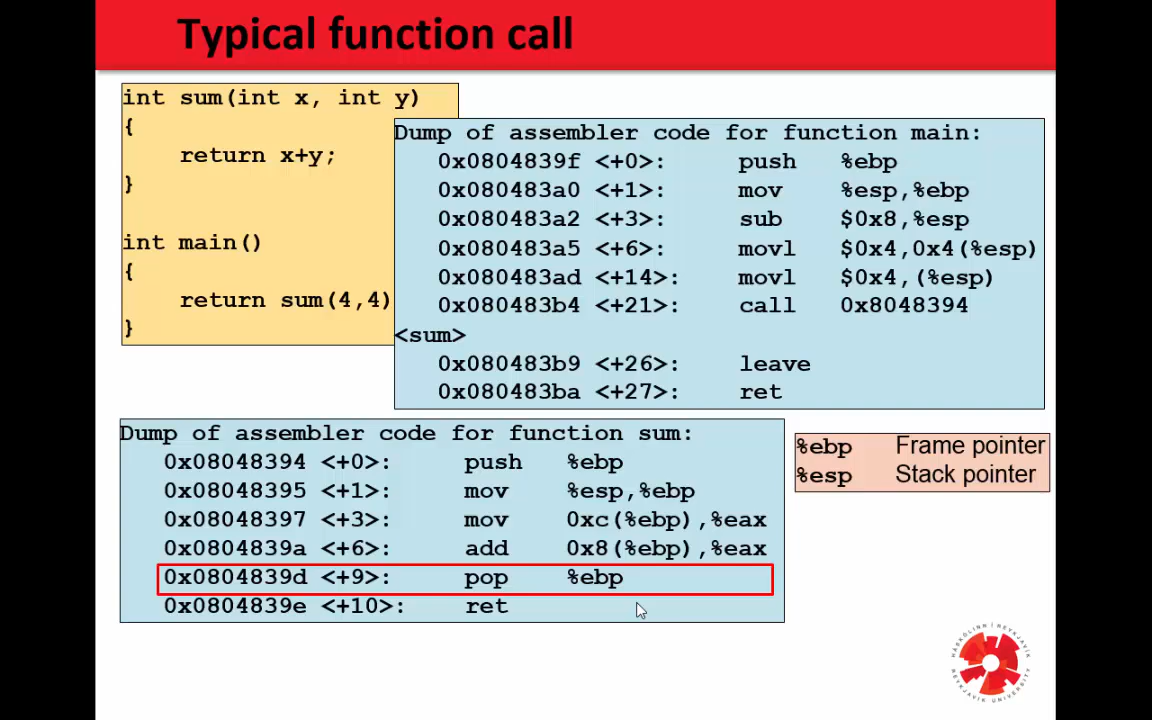 Typical function call
int sum(int x, int y)
{
return x+y;
}
int main()
{
return sum(4,4)
}
Dump of assembler code for function main:
0x0804839f <+0>: push %ebp
0x080483a0 <+1>: mov %esp,%ebp
0x080483a2 <+3>: sub $0x8,%esp
0x080483a5 <+6>: movl $0x4,0x4(%esp)
0x080483ad <+14>: movl $0x4,(%esp)
0x080483b4 <+21>: call 0x8048394
<sum>
0x080483b9 <+26>: leave
0x080483ba <+27>: ret
Dump of assembler code for function sum:
0x08048394 <+0>: push %ebp
0x08048395 <+1>: mov %esp,%ebp
0x08048397 <+3>: mov 0xc(%ebp),%eax
0x0804839a <+6>: add 0x8(%ebp),%eax
0x0804839d <+9>: pop %ebp
0x0804839e <+10>: ret
%ebp Frame pointer
%esp Stack pointer
HÁSKÓLINN Í REYKJAVÍK
REYKJAVIK UNIVERSITY